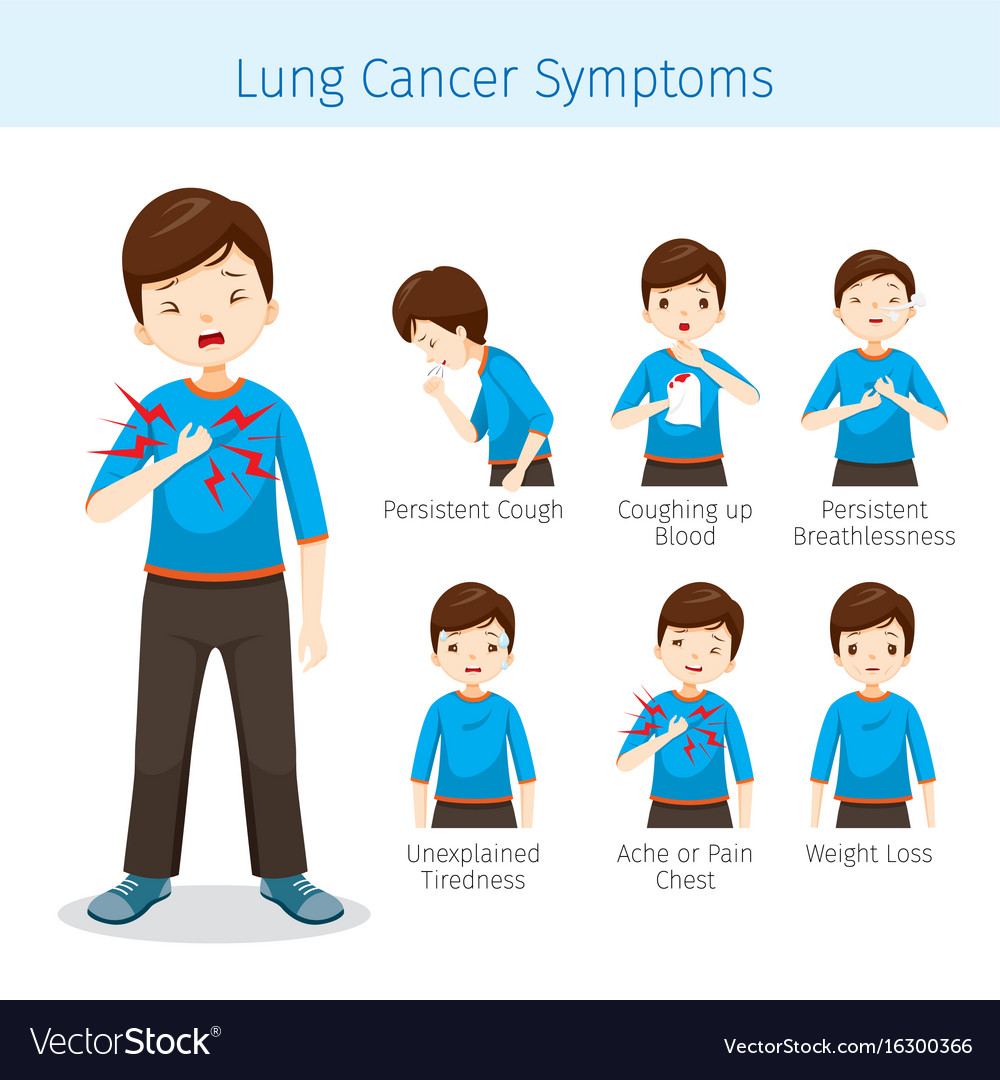 Lung Cancer Symptoms
Persistent Cough
Coughing up
Blood
Persistent
Breathlessness
Unexplained
Tiredness
Ache or Pain
Chest
Weight Loss
VectorStock®
VectorStock.com/16300366